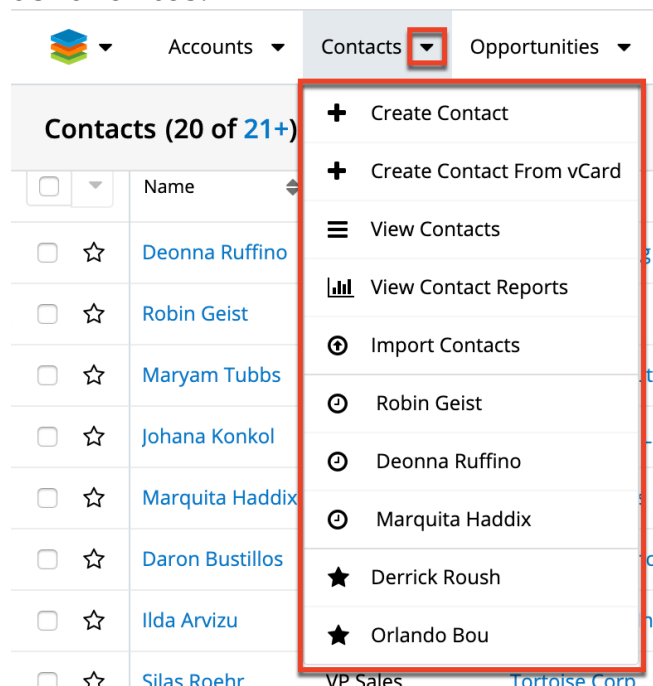 Accounts Contacts Opportunities
Contacts (20 of 21+)
Create Contact
Create Contact From vCard
Name
View Contacts
Deonna Ruffino
View Contact Reports
Robin Geist
Import Contacts
Maryam Tubbs
Robin Geist
Johana Konkol
Deonna Ruffino
Marquita Haddix
Marquita Haddix
Daron Bustillos
Derrick Roush
Ilda Arvizu
Orlando Bou
Silas Roehr VP Sales Tortoise Corp